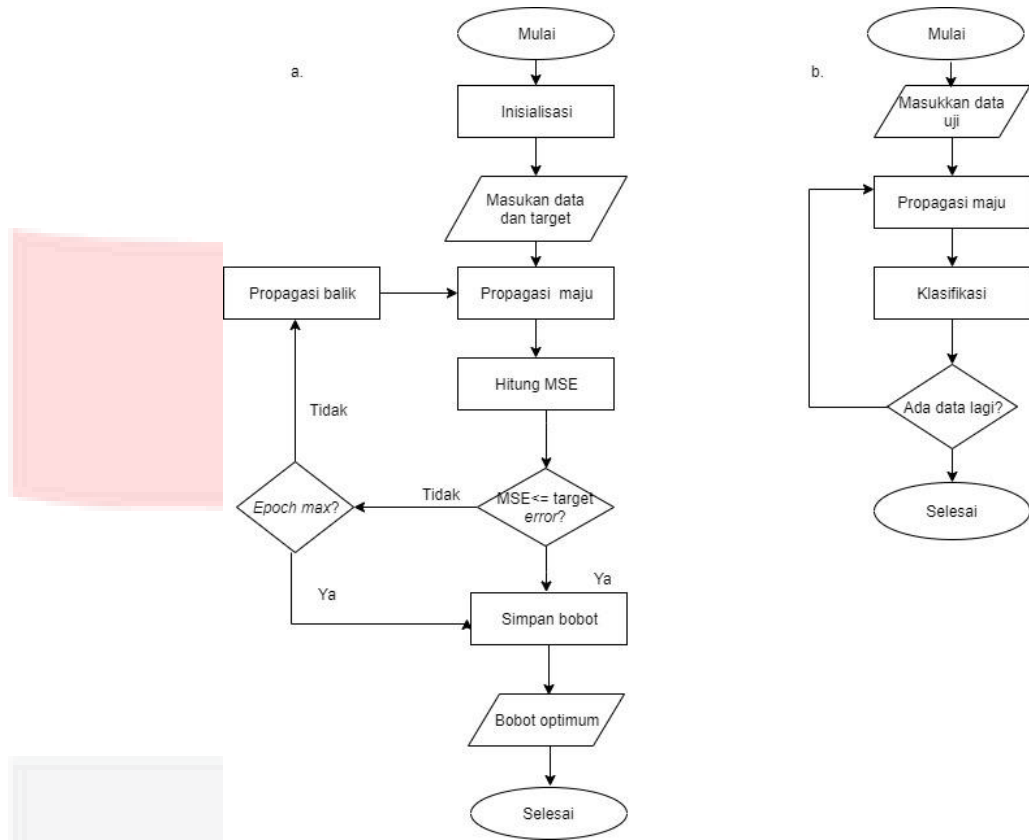 a.
Mulai
Inisialisasi
Masukan data
dan target
Propagasi balik
Propagasi maju
Hitung MSE
Tidak
Epoch max?
Tidak
MSE<= target
error?
Ya
Ya
Simpan bobot
Bobot optimum
Selesai
b.
Mulai
Masukkan data
uji
Propagasi maju
Klasifikasi
Ada data lagi?
Selesai